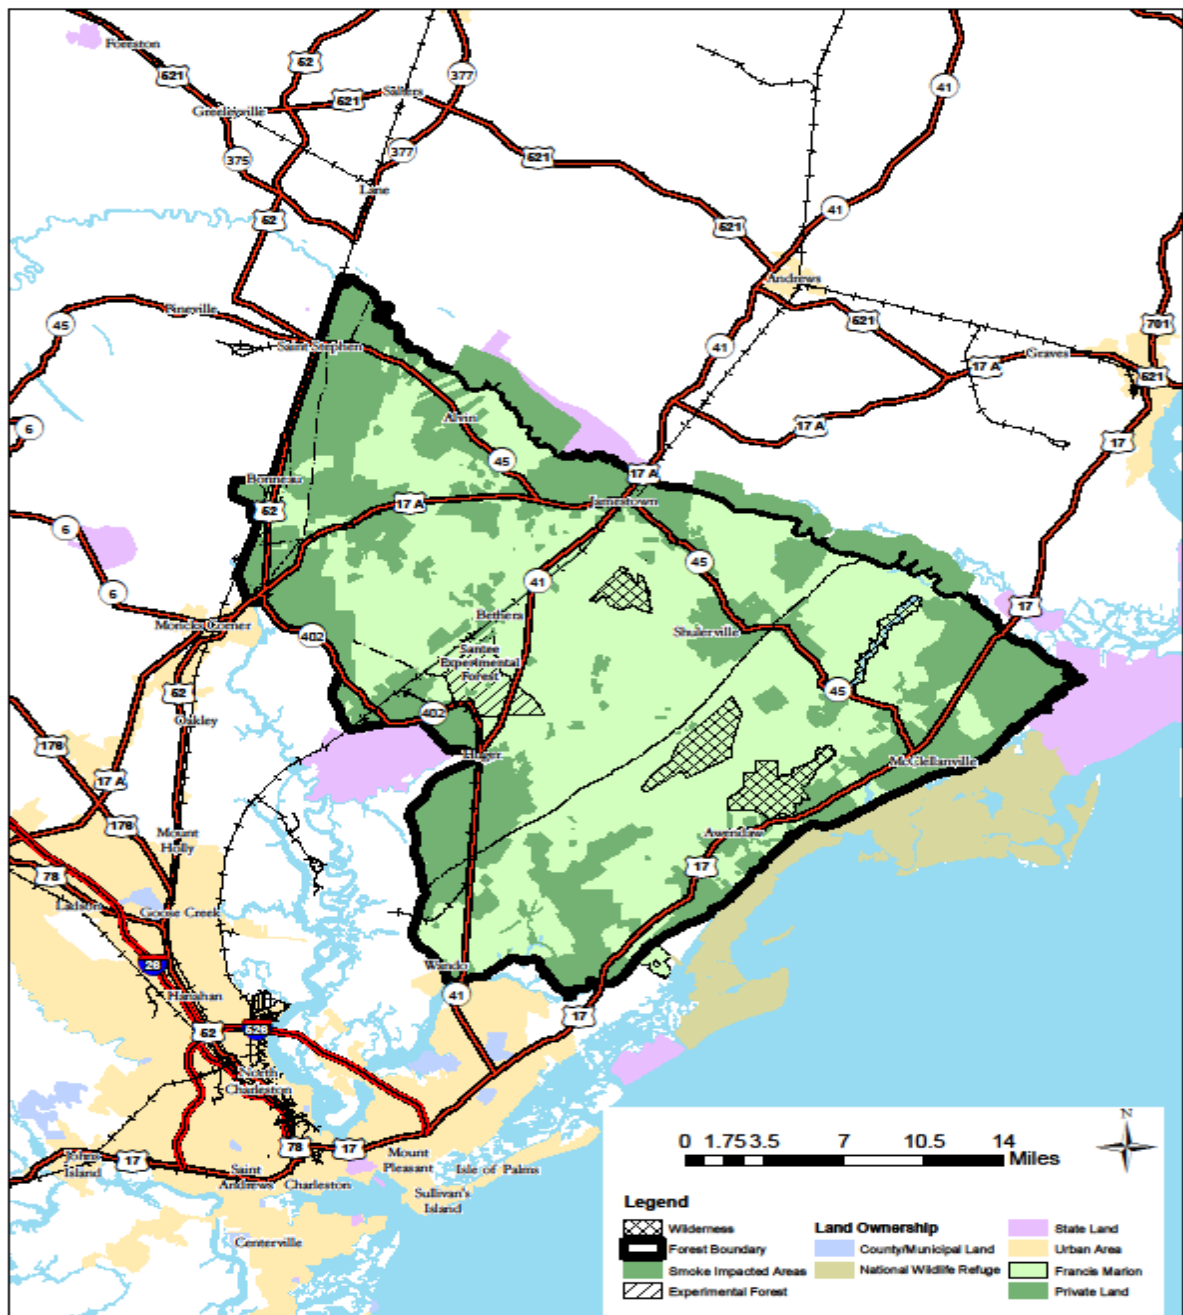 Foreston
52
377
521
Salters
41
521
Greeleyville
377
521
375
Lane
41
52
521
Andrews
Pineville
521
701
45
41
Saint Stephen
Graves
17 A
521
Alvin
17 A
6
17
45
17 A
Bonneau
17 A
Jamestown
52
6
45
41
6
Bethera
17
Moncks Corner
402
Shulerville
Santee
Experimental
Forest
52
45
402
Oakley
178
Huger
McClellanville
17 A
178
Mount
Holly
Awendaw
17
78
Ladson
Goose Creek
26
Wando
Hanahan
41
17
52
526
North
Charleston
78
17
Johns
Island
17
Mount
Pleasant
Saint
Andrews
Charleston
Isle of Palms
Sullivan's
Island
Centerville
N
0 1.75 3.5 7 10.5 14
Miles
Legend
Wilderness
Forest Boundary
Smoke Impacted Areas
Experimental Forest
Land Ownership
County/Municipal Land
National Wildlife Refuge
State Land
Urban Area
Francis Marion
Private Land